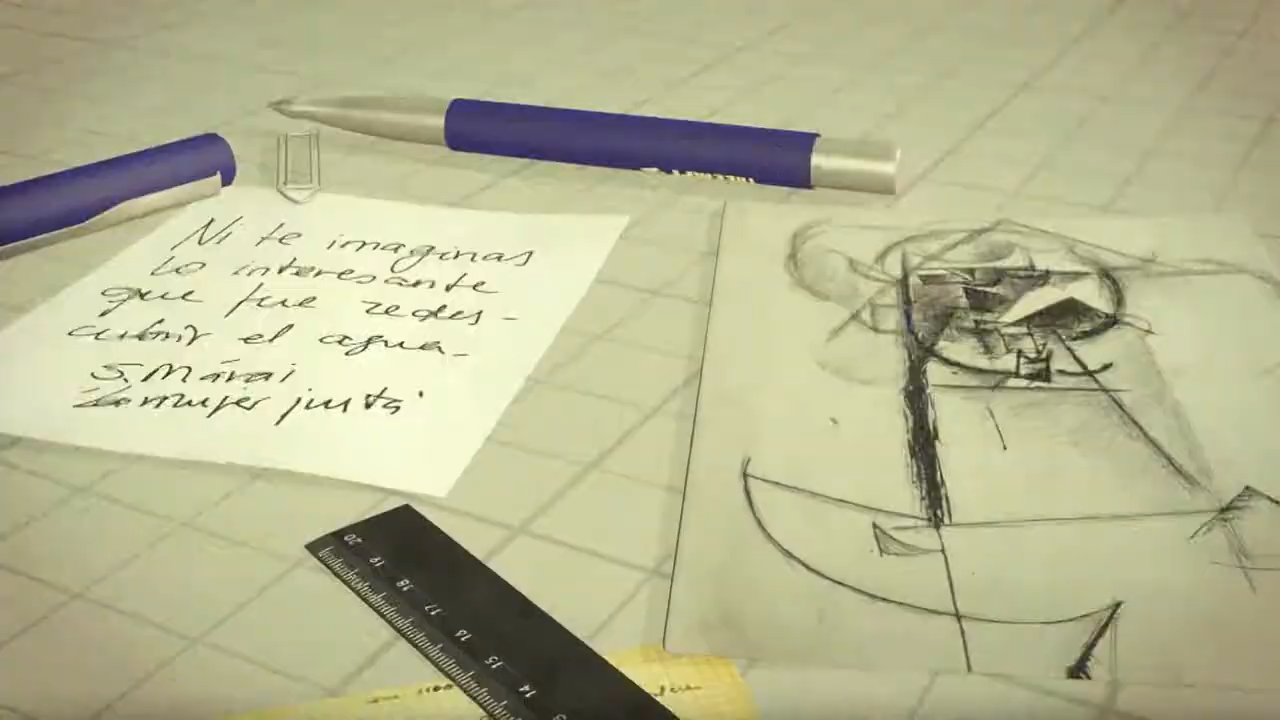 Ni te imaginas
lo interesante
que fue redes-
cubrir el agua.
S. Márai
La mujer justa
20 19 18 17 16 15 14